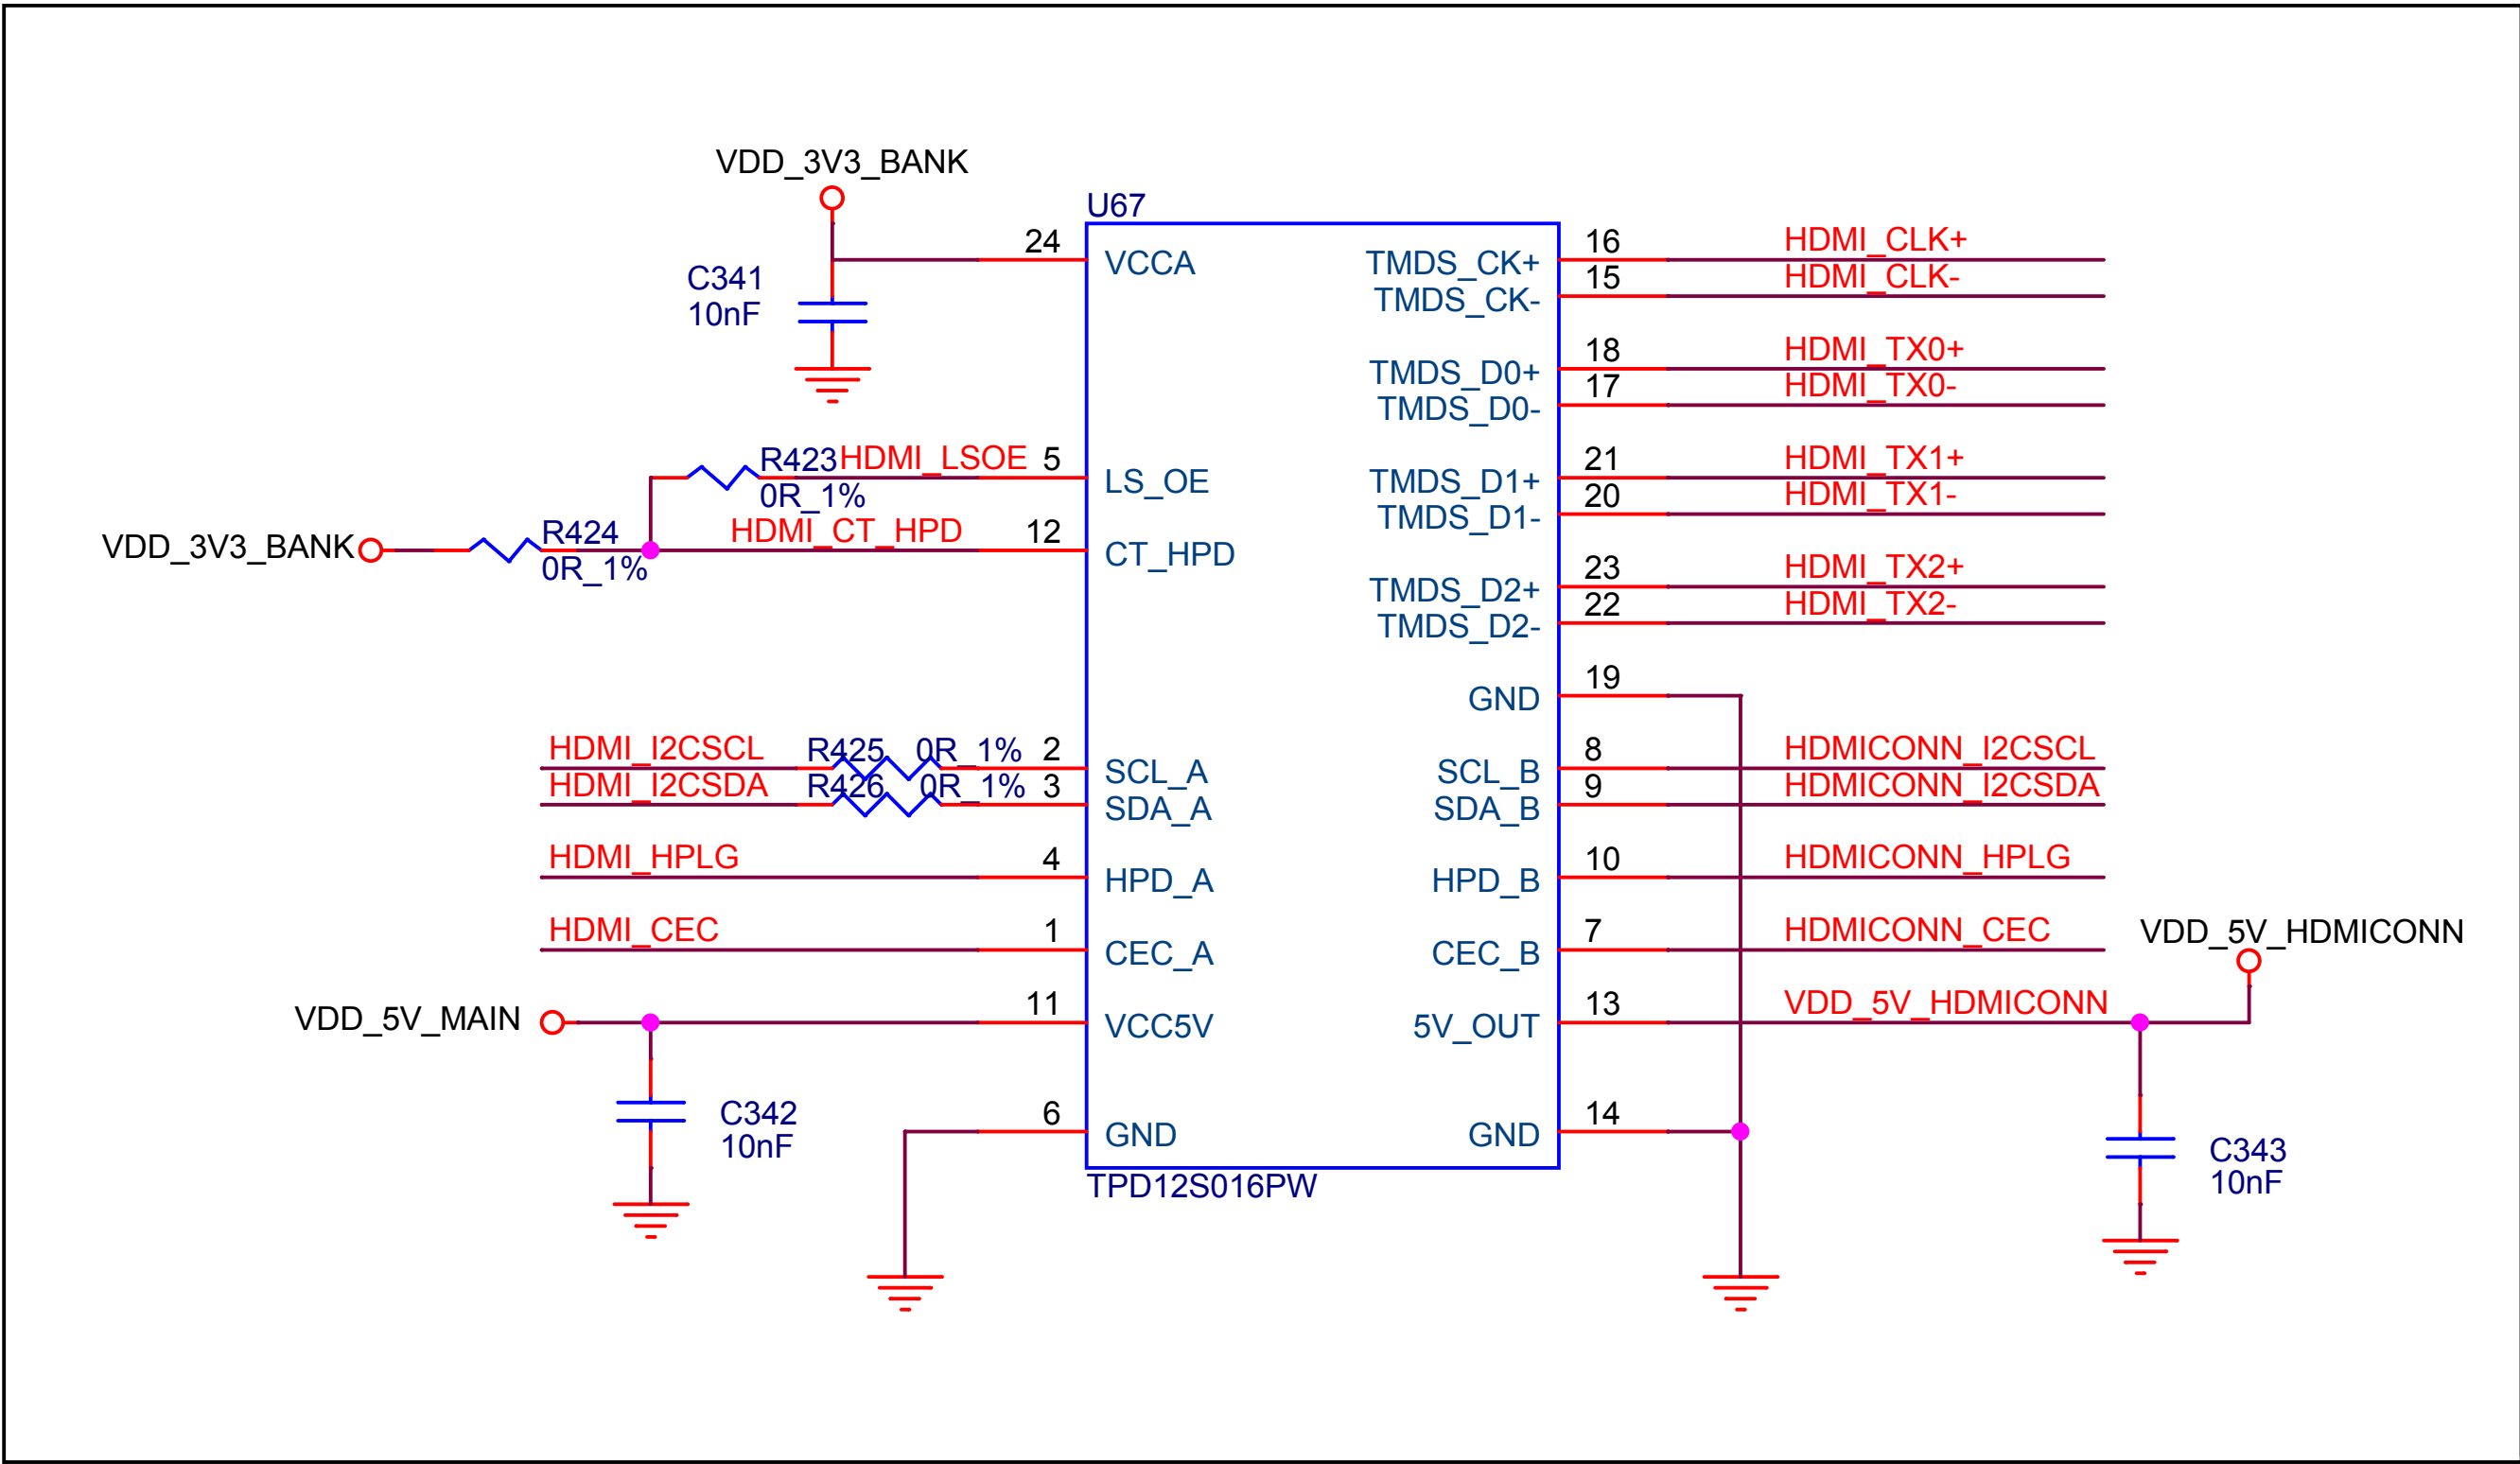 VDD_3V3_BANK
U67
24
VCCA
C341
10nF
R423
HDMI_LSOE
5
LS_OE
0R_1%
VDD_3V3_BANK
R424
0R_1%
HDMI_CT_HPD
12
CT_HPD
HDMI_I2CSCL
R425
0R_1%
2
SCL_A
HDMI_I2CSDA
R426
0R_1%
3
SDA_A
HDMI_HPLG
4
HPD_A
HDMI_CEC
1
CEC_A
VDD_5V_MAIN
11
VCC5V
C342
10nF
6
GND
TPD12S016PW
TMDS_CK+
16
HDMI_CLK+
TMDS_CK-
15
HDMI_CLK-
TMDS_D0+
18
HDMI_TX0+
TMDS_D0-
17
HDMI_TX0-
TMDS_D1+
21
HDMI_TX1+
TMDS_D1-
20
HDMI_TX1-
TMDS_D2+
23
HDMI_TX2+
TMDS_D2-
22
HDMI_TX2-
GND
19
SCL_B
8
HDMICONN_I2CSCL
SDA_B
9
HDMICONN_I2CSDA
HPD_B
10
HDMICONN_HPLG
CEC_B
7
HDMICONN_CEC
VDD_5V_HDMICONN
5V_OUT
13
VDD_5V_HDMICONN
GND
14
C343
10nF